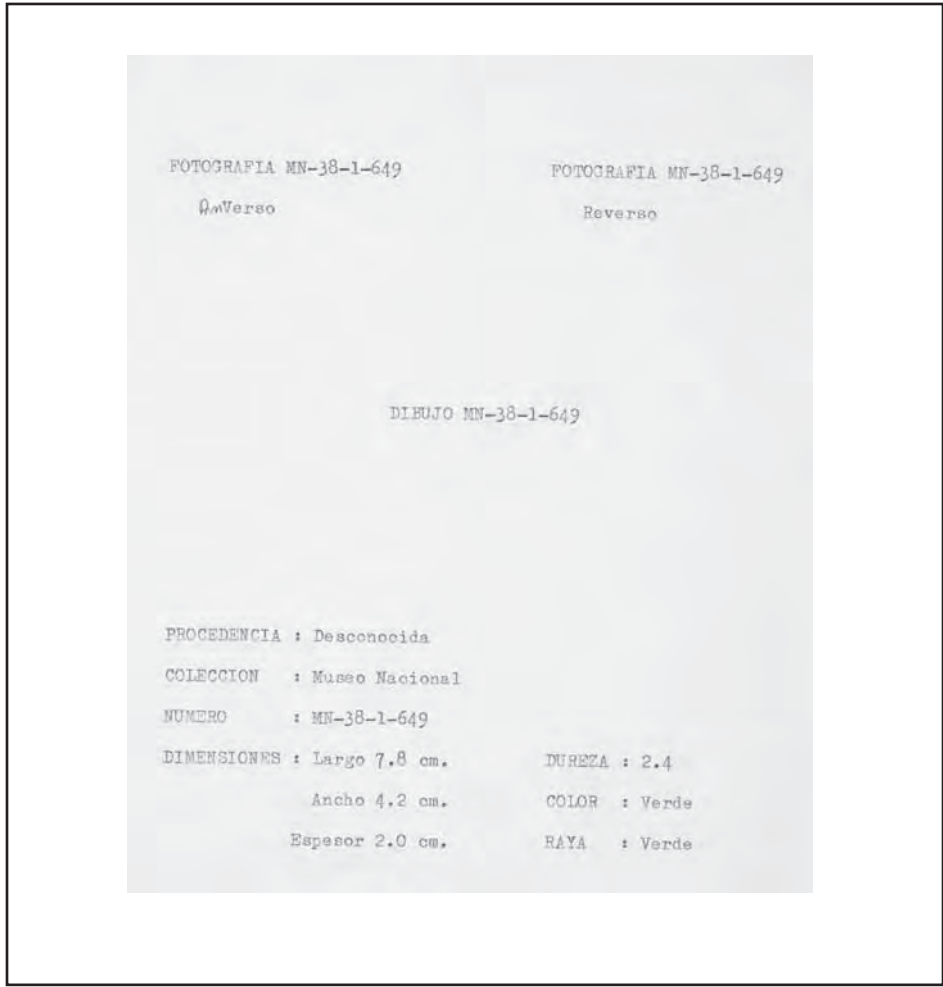 FOTOGRAFIA MN-38-1-649
AnVerso
FOTOGRAFIA MN-38-1-649
Reverso
DIBUJO MN-38-1-649
PROCEDENCIA : Desconocida
COLECCION : Museo Nacional
NUMERO : MN-38-1-649
DIMENSIONES : Largo 7.8 cm.
Ancho 4.2 cm.
Espesor 2.0 cm.
DUREZA : 2.4
COLOR : Verde
RAYA : Verde